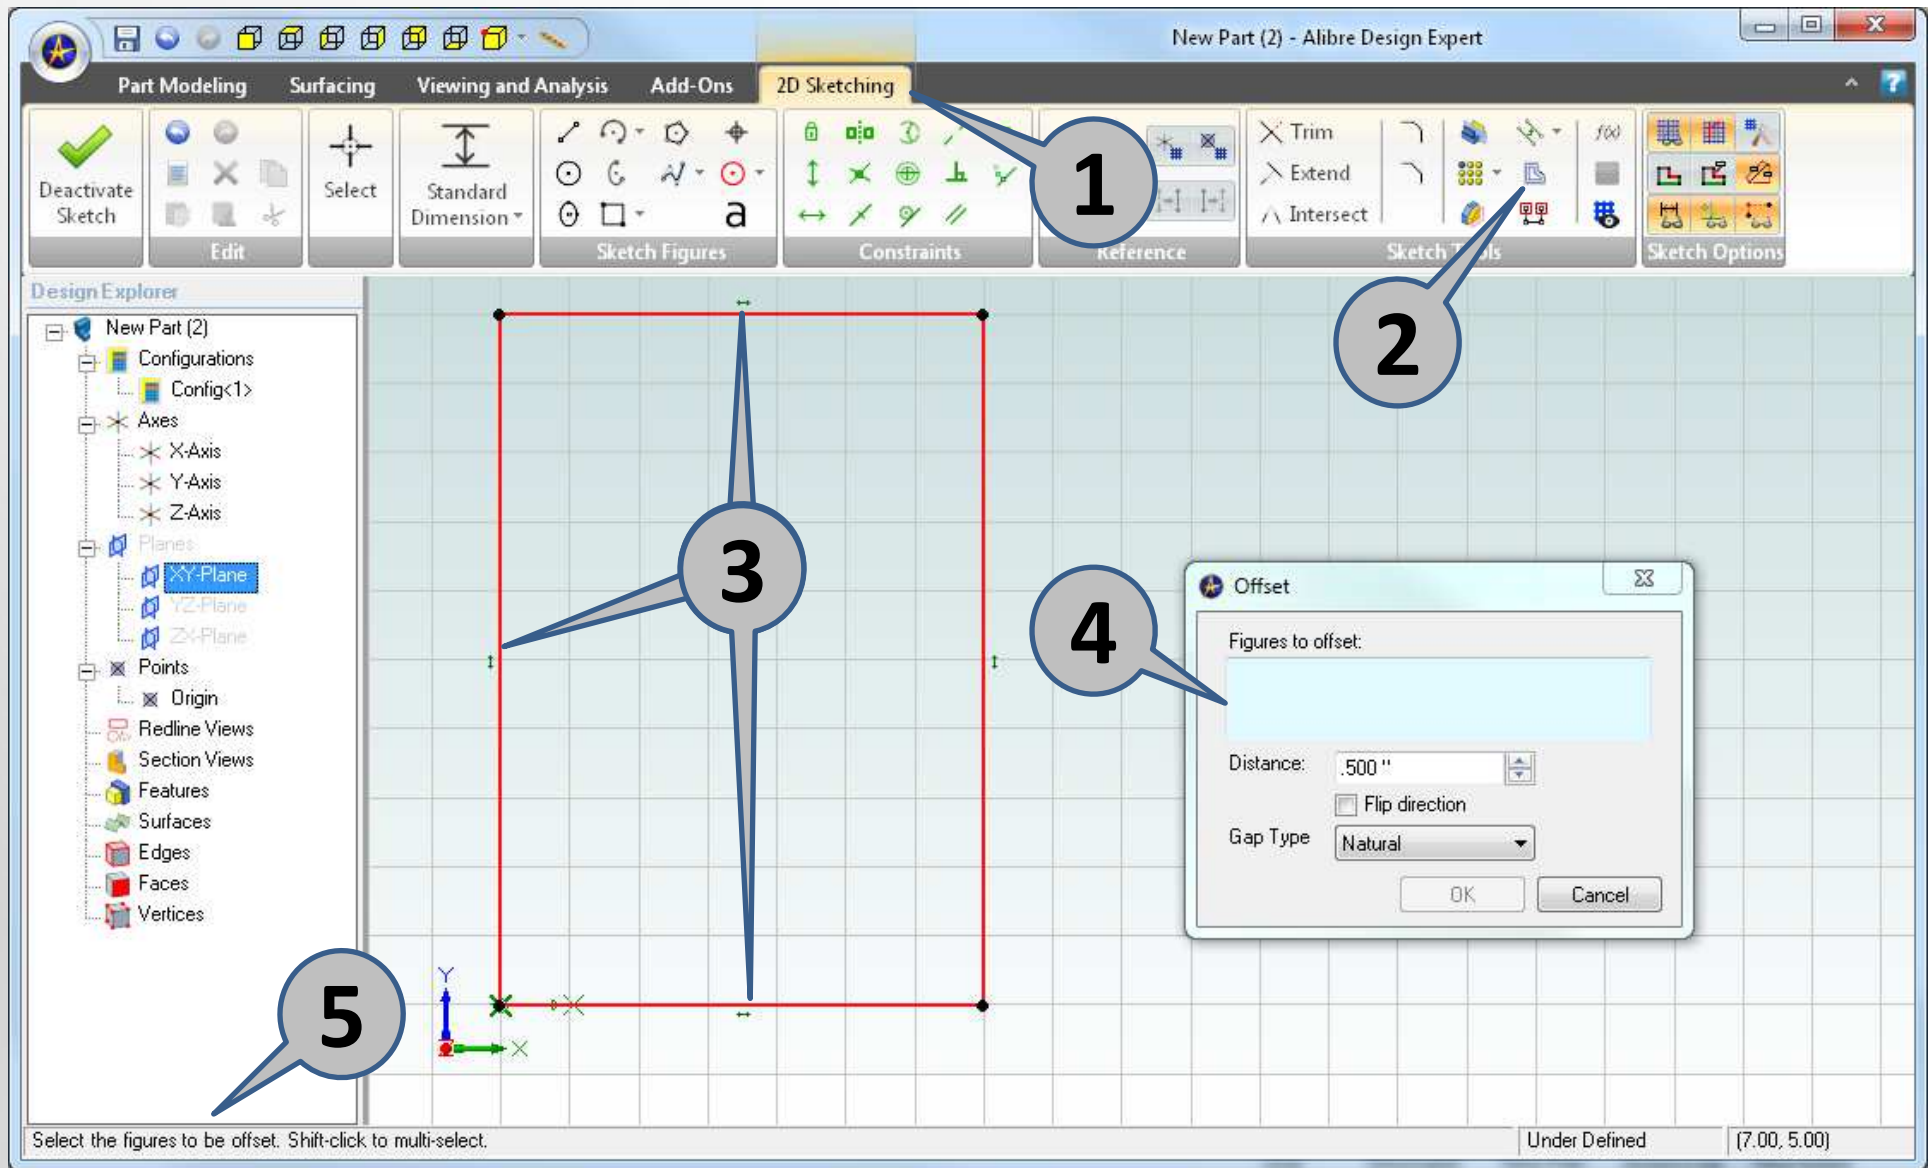 New Part (2) - Alibre Design Expert
Part Modeling Surfacing Viewing and Analysis Add-Ons 2D Sketching
Deactivate
Sketch
Edit
Select
Standard
Dimension
a
Sketch Figures
Constraints
Reference
Trim
Extend
Intersect
f(x)
Sketch
Sketch Options
1
2
3
4
5
Design Explorer
New Part (2)
Configurations
Config<1>
Axes
X-Axis
Y-Axis
Z-Axis
Planes
XY-Plane
YZ-Plane
ZX-Plane
Points
Origin
Redline Views
Section Views
Features
Surfaces
Edges
Faces
Vertices
Y
X
Z
Offset
Figures to offset:
Distance: .500 "
Flip direction
Gap Type Natural
OK Cancel
Select the figures to be offset. Shift-click to multi-select.
Under Defined
(7.00, 5.00)